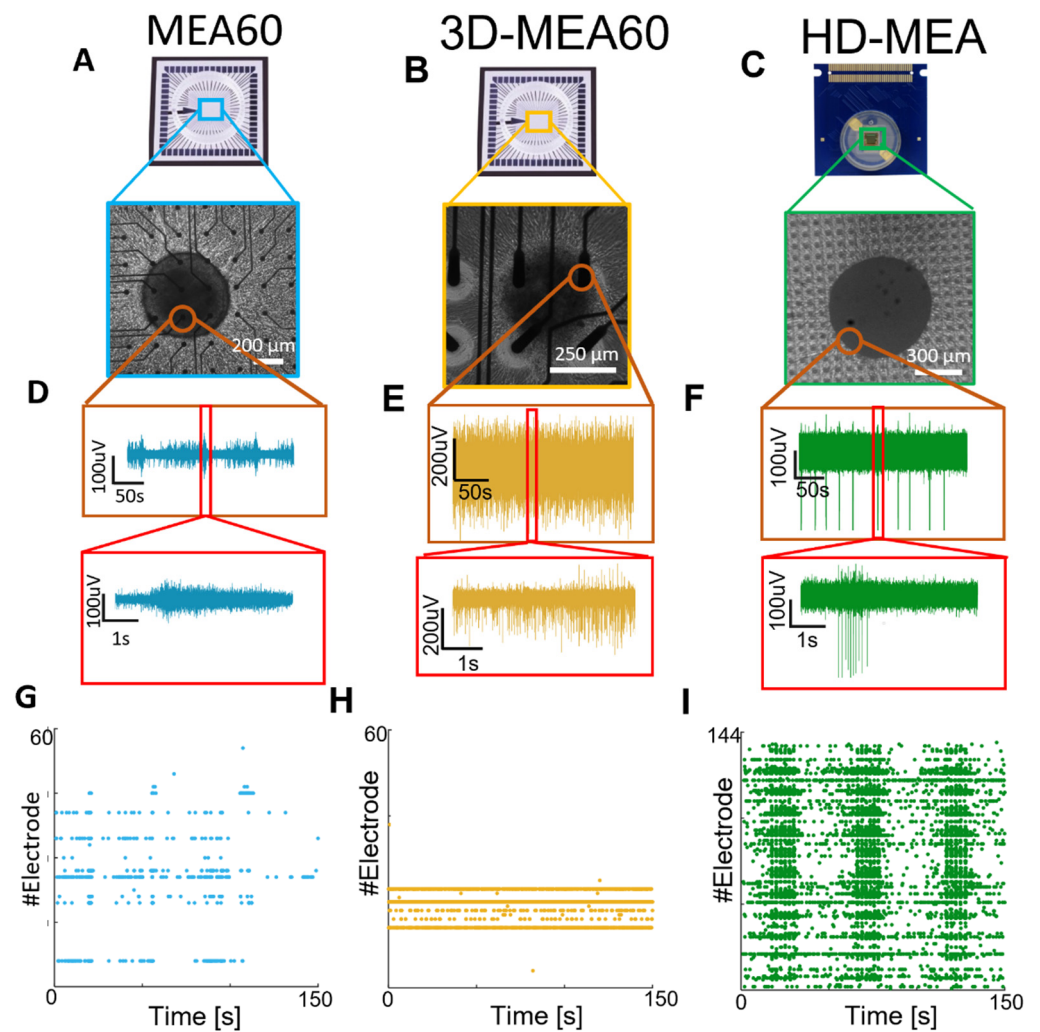 MEA60 3D-MEA60 HD-MEA
A B C
200 µm 250 µm 300 µm
D E F
100uV 50s 200uV 50s 100uV 50s
100uV 1s 200uV 1s 100uV 1s
G H I
60 60 144
#Electrode #Electrode #Electrode
0 150 0 150 0 150
Time [s] Time [s] Time [s]